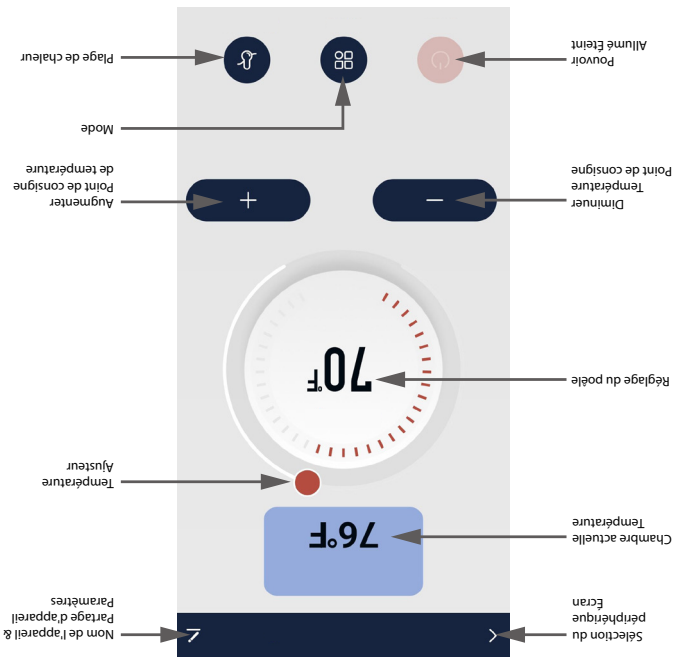 Sélection du
périphérique
Écran
Nom de l'appareil &
Partage d'appareil
Paramètres
Chambre actuelle
Température
76°F
Température
Ajusteur
Réglage du poêle
70°F
Diminuer
Température
Point de consigne
−
+
Augmenter
Point de consigne
de température
Mode
Pouvoir
Allumé Éteint
Plage de chaleur